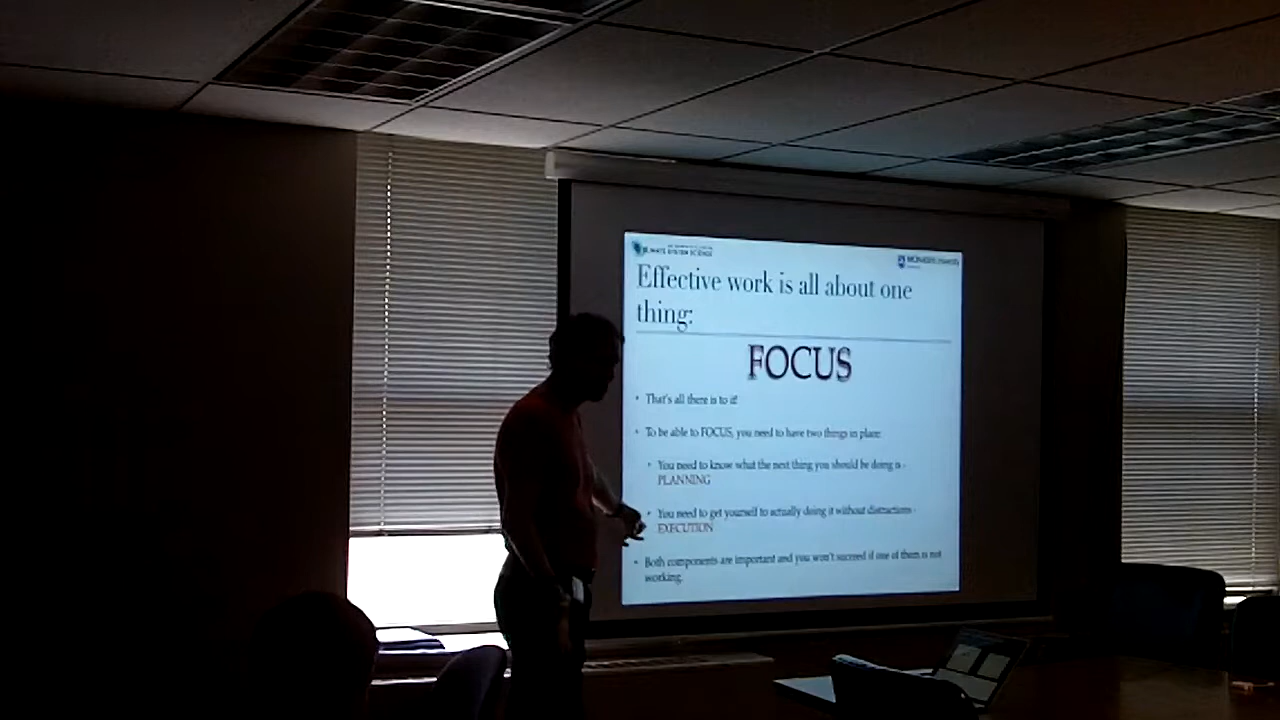 CLIMATE SYSTEM SCIENCE
Effective work is all about one
thing:
FOCUS
• That's all there is to it!
• To be able to FOCUS, you need to have two things in place:
• You need to know what the next thing you should be doing is -
PLANNING
• You need to get yourself to actually doing it without distractions -
EXECUTION
• Both components are important and you won't succeed if one of them is not
working.